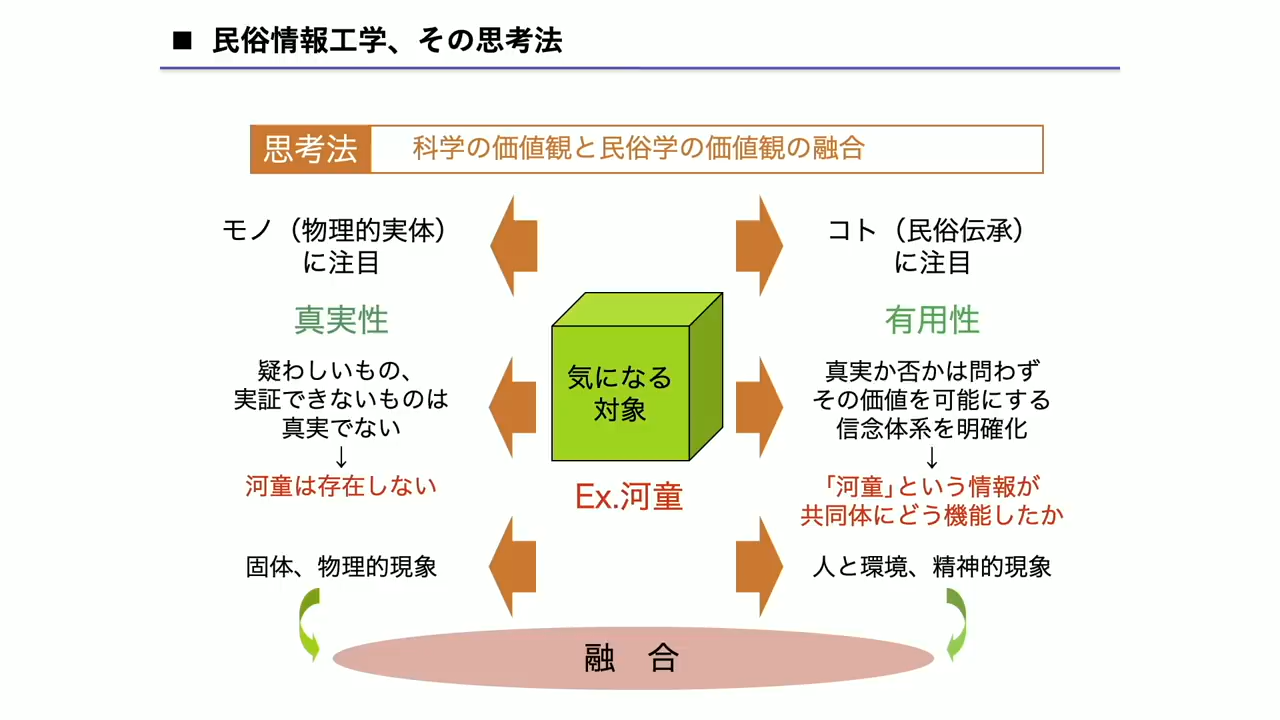 ■ 民俗情報工学、その思考法
思考法
科学の価値観と民俗学の価値観の融合
モノ（物理的実体）
に注目
真実性
疑わしいもの、
実証できないものは
真実でない
↓
河童は存在しない
固体、物理的現象
気になる
対象
Ex.河童
コト（民俗伝承）
に注目
有用性
真実か否かは問わず
その価値を可能にする
信念体系を明確化
↓
｢河童｣という情報が
共同体にどう機能したか
人と環境、精神的現象
融　合